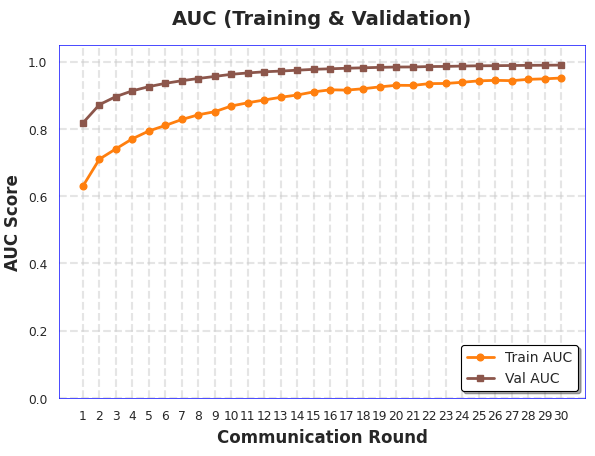 AUC (Training & Validation)
AUC Score
1.0
0.8
0.6
0.4
0.2
0.0
Train AUC
Val AUC
1 2 3 4 5 6 7 8 9 10 11 12 13 14 15 16 17 18 19 20 21 22 23 24 25 26 27 28 29 30
Communication Round